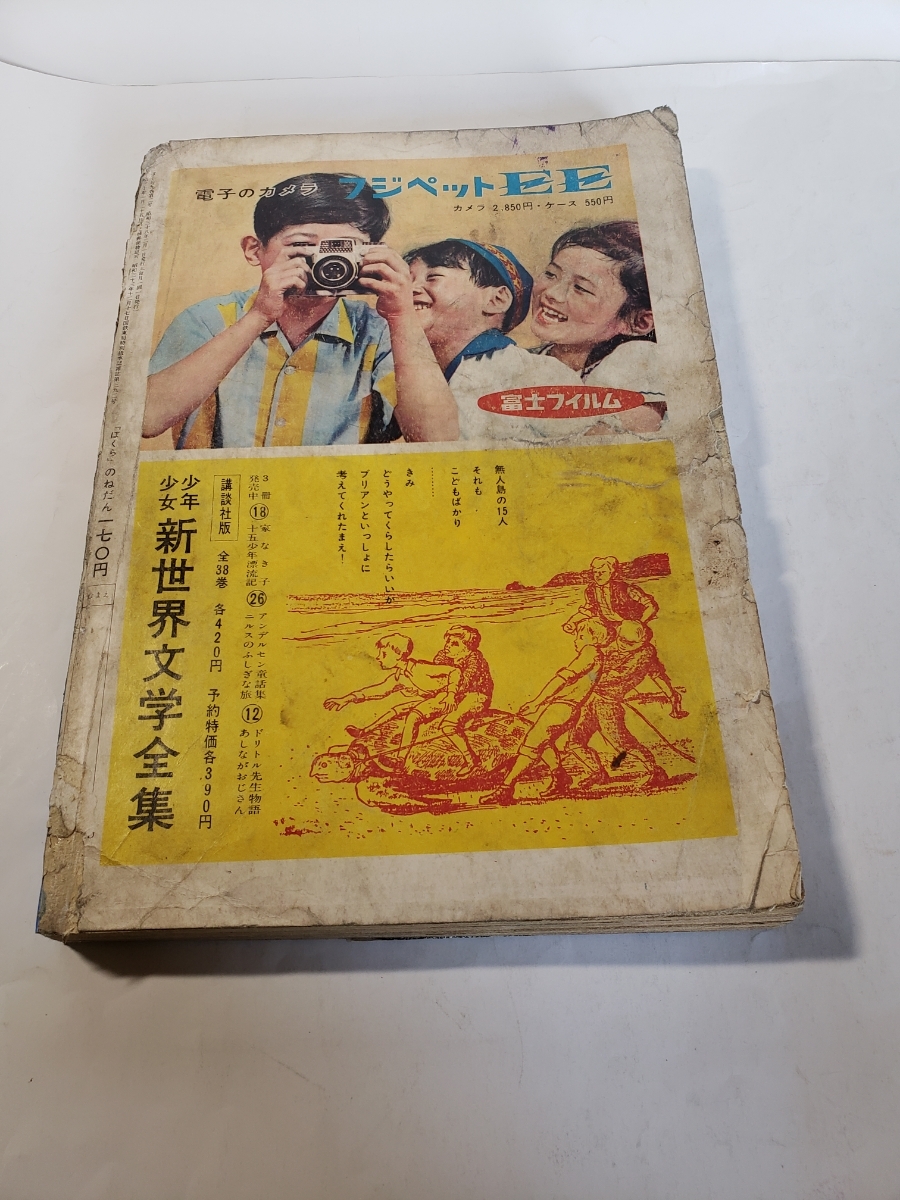 電子のカメラ フジペットEE
カメラ 2.850円・ケース 550円
富士フイルム
無人島の15人
それも
こどもばかり
………
きみ
どうやってくらしたらいいか
ブリアンといっしょに
考えてくれたまえ！
3冊
発売中
⑱家なき子
十五少年漂流記
㉖アンデルセン童話集
ニルスのふしぎな旅
⑫ドリトル先生物語
あしながおじさん
講談社版 全38巻 各420円 予約特価各390円
少年
少女
新世界文学全集
「ぼくら」のねだん 一七〇円